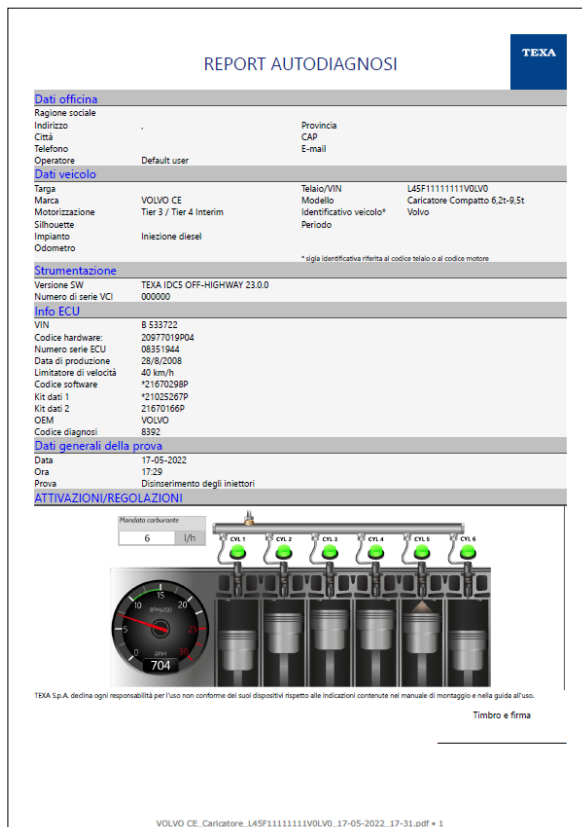 TEXA
REPORT AUTODIAGNOSI
Dati officina
Ragione sociale
Indirizzo , Provincia
Città CAP
Telefono E-mail
Operatore Default user
Dati veicolo
Targa Telaio/VIN L45F11111111V0LV0
Marca VOLVO CE Modello Caricatore Compatto 6,2t-9,5t
Motorizzazione Tier 3 / Tier 4 Interim Identificativo veicolo* Volvo
Silhouette Periodo
Impianto Iniezione diesel
Odometro
* sigla identificativa riferita al codice telaio o al codice motore
Strumentazione
Versione SW TEXA IDC5 OFF-HIGHWAY 23.0.0
Numero di serie VCI 000000
Info ECU
VIN B 533722
Codice hardware: 20977019P04
Numero serie ECU 08351944
Data di produzione 28/8/2008
Limitatore di velocità 40 km/h
Codice software *21670298P
Kit dati 1 *21025267P
Kit dati 2 21670166P
OEM VOLVO
Codice diagnosi 8392
Dati generali della prova
Data 17-05-2022
Ora 17:29
Prova Disinserimento degli iniettori
ATTIVAZIONI/REGOLAZIONI
Mandata carburante
6 l/h
CYL 1 CYL 2 CYL 3 CYL 4 CYL 5 CYL 6
0 5 10 15 20 25 30
RPMx100
RPM
704
TEXA S.p.A. declina ogni responsabilità per l'uso non conforme dei suoi dispositivi rispetto alle indicazioni contenute nel manuale di montaggio e nella guida all'uso.
Timbro e firma
VOLVO CE_Caricatore_L45F11111111V0LV0_17-05-2022_17-31.pdf • 1